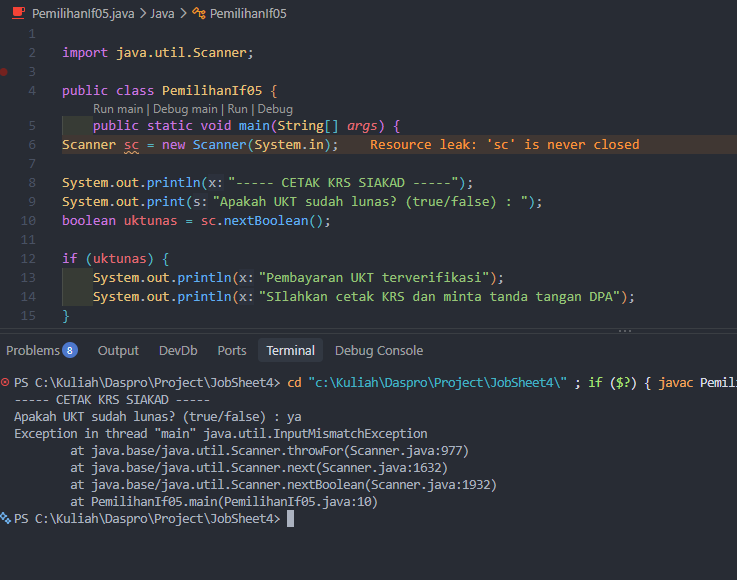 PemilihanIf05.java > Java > PemilihanIf05
1
2 import java.util.Scanner;
3
4 public class PemilihanIf05 {
Run main | Debug main | Run | Debug
5 public static void main(String[] args) {
6 Scanner sc = new Scanner(System.in); Resource leak: 'sc' is never closed
7
8 System.out.println(x: "----- CETAK KRS SIAKAD -----");
9 System.out.print(s: "Apakah UKT sudah lunas? (true/false) : ");
10 boolean uktunas = sc.nextBoolean();
11
12 if (uktunas) {
13 System.out.println(x: "Pembayaran UKT terverifikasi");
14 System.out.println(x: "SIlahkan cetak KRS dan minta tanda tangan DPA");
15 }
Problems 8 Output DevDb Ports Terminal Debug Console
PS C:\Kuliah\Daspro\Project\JobSheet4> cd "c:\Kuliah\Daspro\Project\JobSheet4\" ; if ($?) { javac Pemil
----- CETAK KRS SIAKAD -----
Apakah UKT sudah lunas? (true/false) : ya
Exception in thread "main" java.util.InputMismatchException
at java.base/java.util.Scanner.throwFor(Scanner.java:977)
at java.base/java.util.Scanner.next(Scanner.java:1632)
at java.base/java.util.Scanner.nextBoolean(Scanner.java:1932)
at PemilihanIf05.main(PemilihanIf05.java:10)
PS C:\Kuliah\Daspro\Project\JobSheet4>